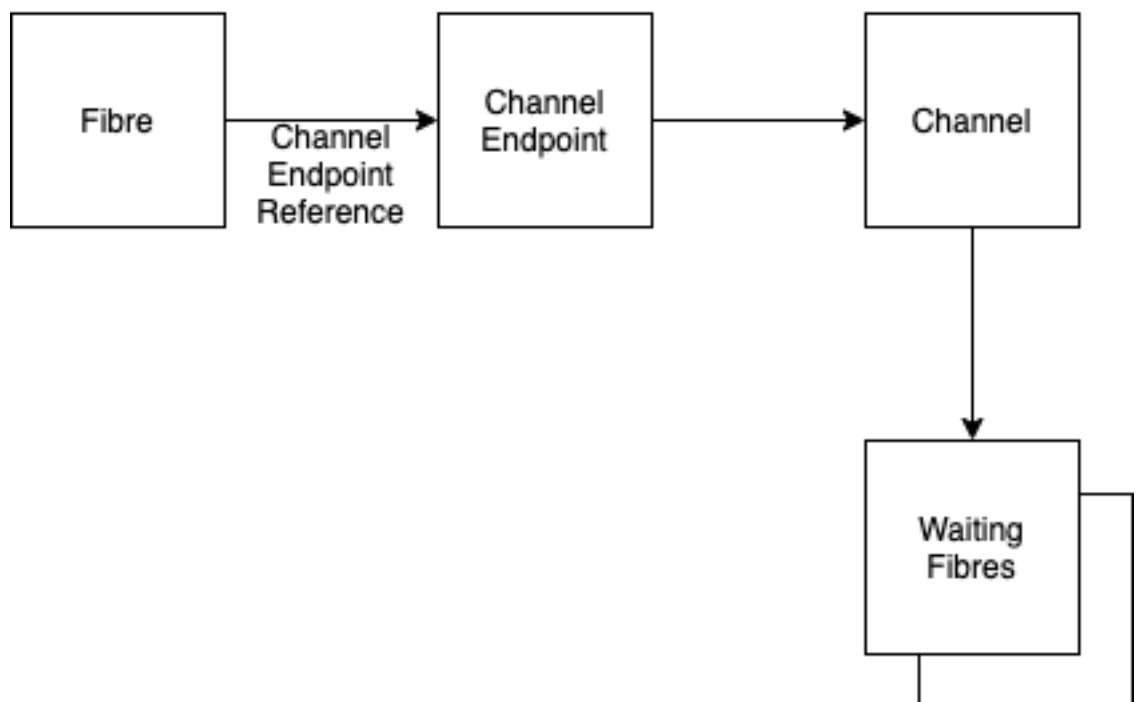 Fibre
Channel
Endpoint
Reference
Channel
Endpoint
Channel
Waiting
Fibres